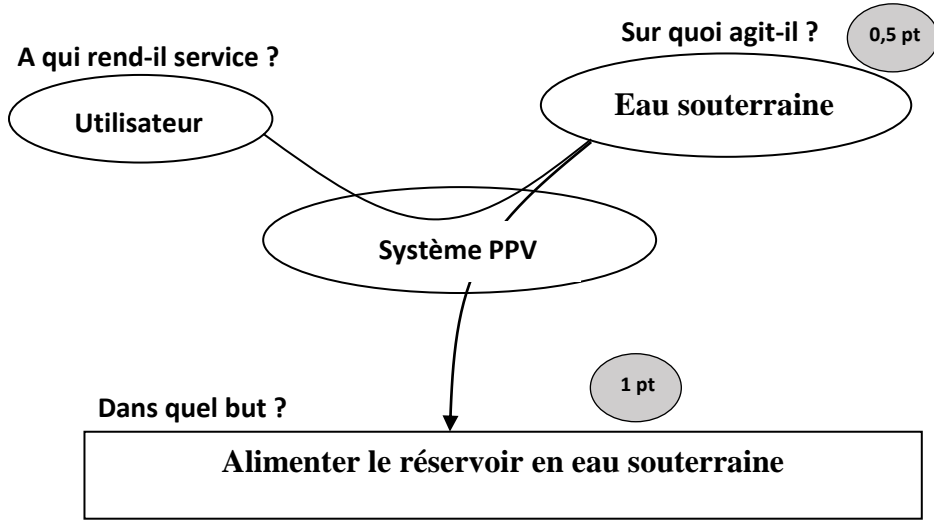 Sur quoi agit-il ?
0,5 pt
A qui rend-il service ?
Eau souterraine
Utilisateur
Système PPV
1 pt
Dans quel but ?
Alimenter le réservoir en eau souterraine